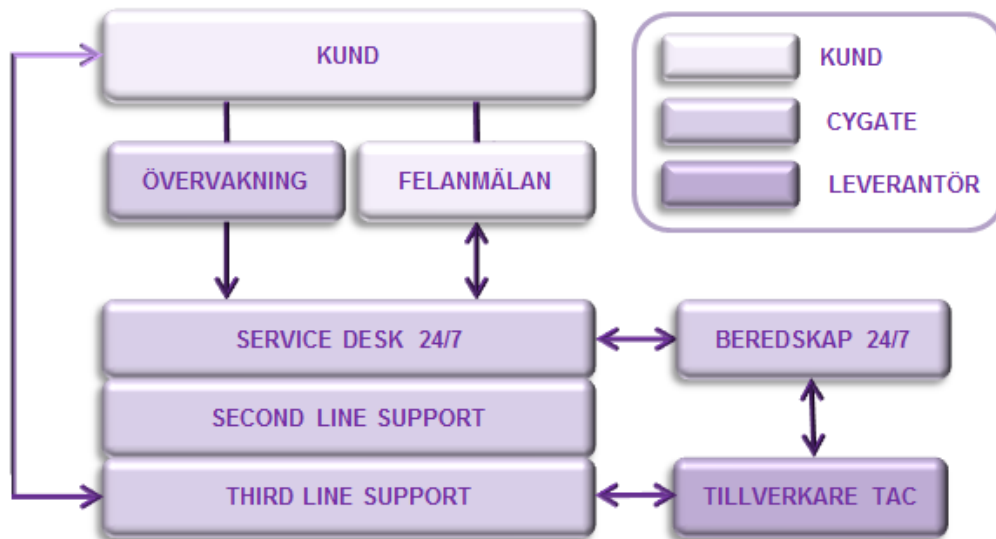 KUND
ÖVERVAKNING
FELANMÄLAN
SERVICE DESK 24/7
SECOND LINE SUPPORT
THIRD LINE SUPPORT
BEREDSKAP 24/7
TILLVERKARE TAC
KUND
CYGATE
LEVERANTÖR